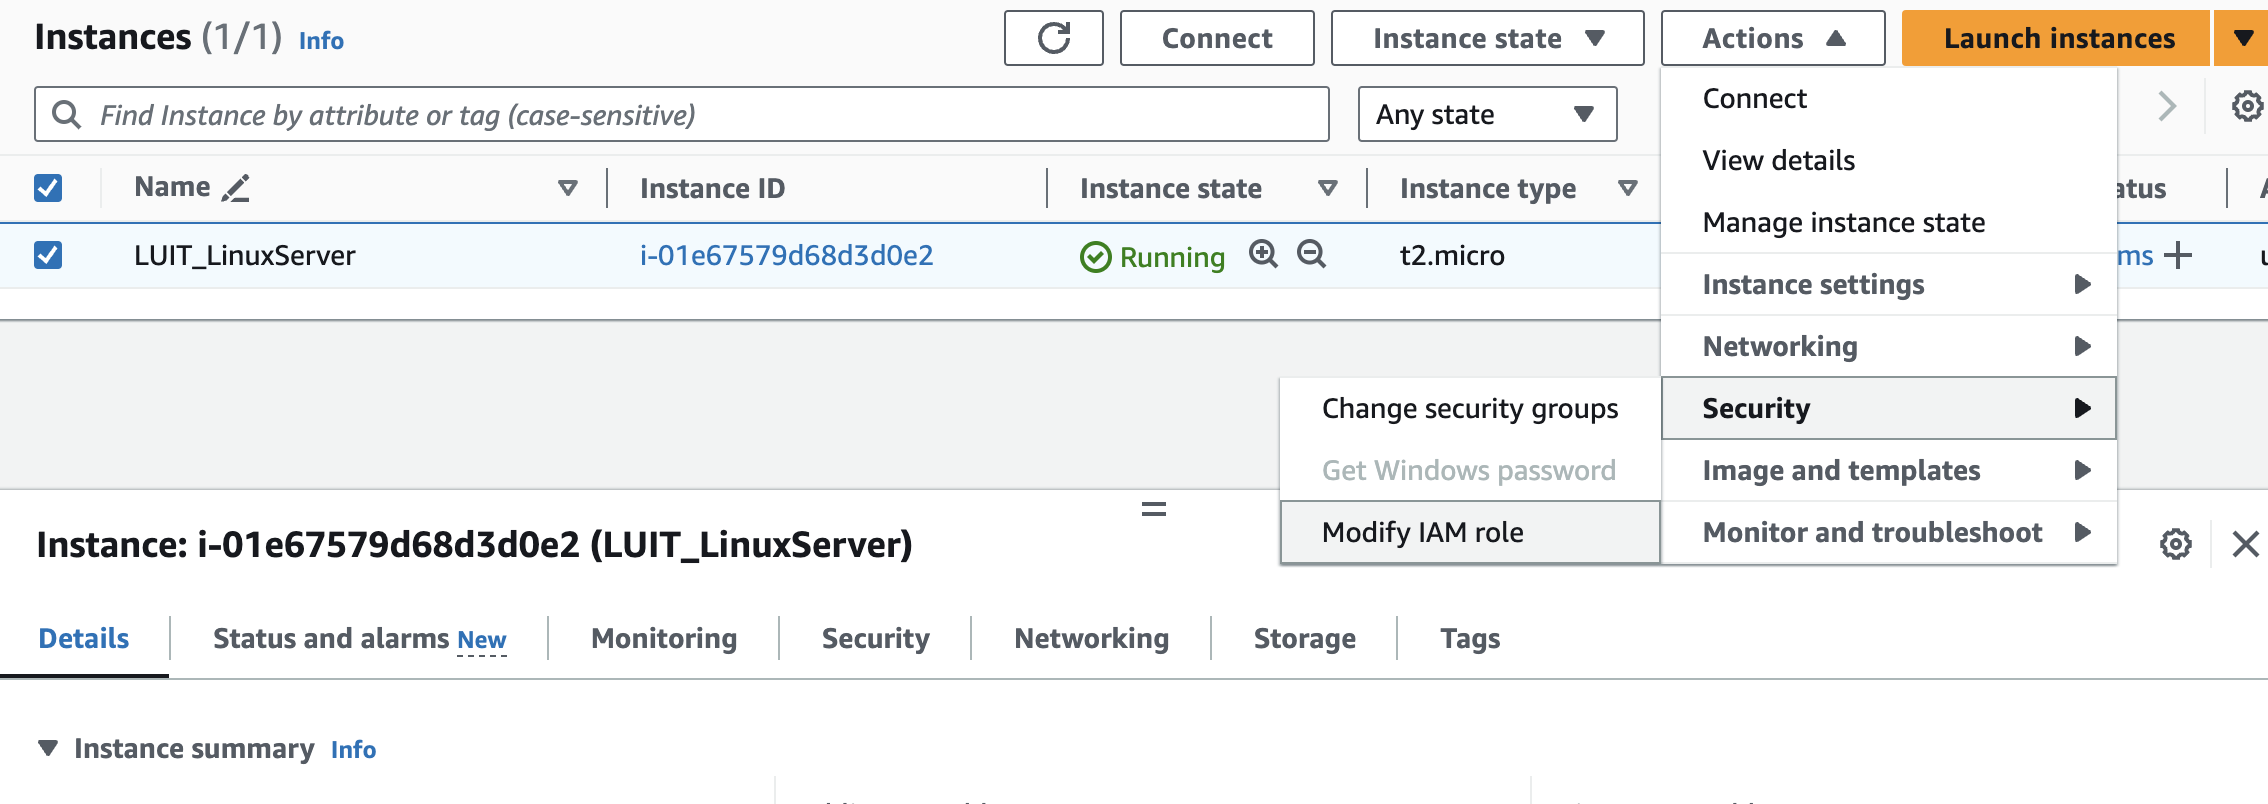 Instances (1/1) Info
Connect
Instance state
Actions
Launch instances
Find Instance by attribute or tag (case-sensitive)
Any state
Connect
View details
Manage instance state
Instance settings
Networking
Security
Image and templates
Monitor and troubleshoot
Change security groups
Get Windows password
Modify IAM role
Name
Instance ID
Instance state
Instance type
LUIT_LinuxServer
i-01e67579d68d3d0e2
Running
t2.micro
Instance: i-01e67579d68d3d0e2 (LUIT_LinuxServer)
Details
Status and alarms New
Monitoring
Security
Networking
Storage
Tags
Instance summary Info